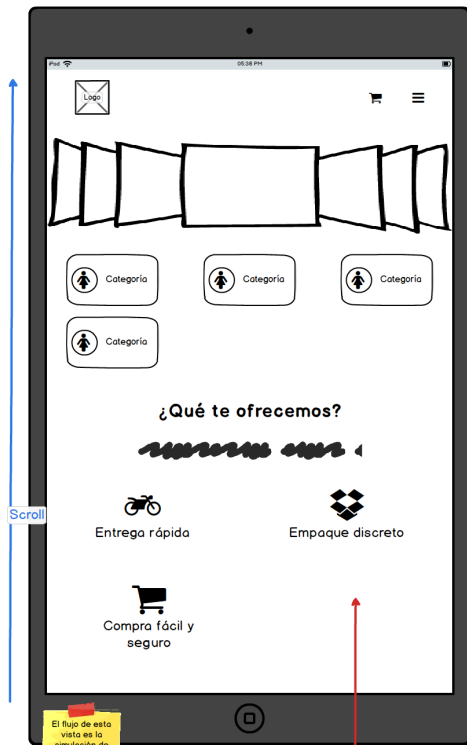 iPod 05:38 PM
Logo
Categoría Categoría Categoría
Categoría
¿Qué te ofrecemos?
Scroll
Entrega rápida Empaque discreto
Compra fácil y
seguro
El flujo de esta
vista es la
simulación de